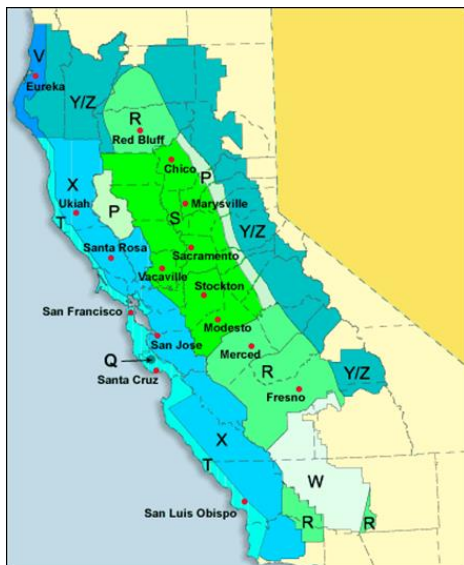 V
Eureka
Y/Z
R
Red Bluff
Chico
P
X
Marysville
Ukiah
P
S
T
Y/Z
Santa Rosa
Sacramento
Vacaville
Stockton
San Francisco
Modesto
San Jose
Merced
Q
R
Santa Cruz
Y/Z
Fresno
X
T
W
San Luis Obispo
R
R